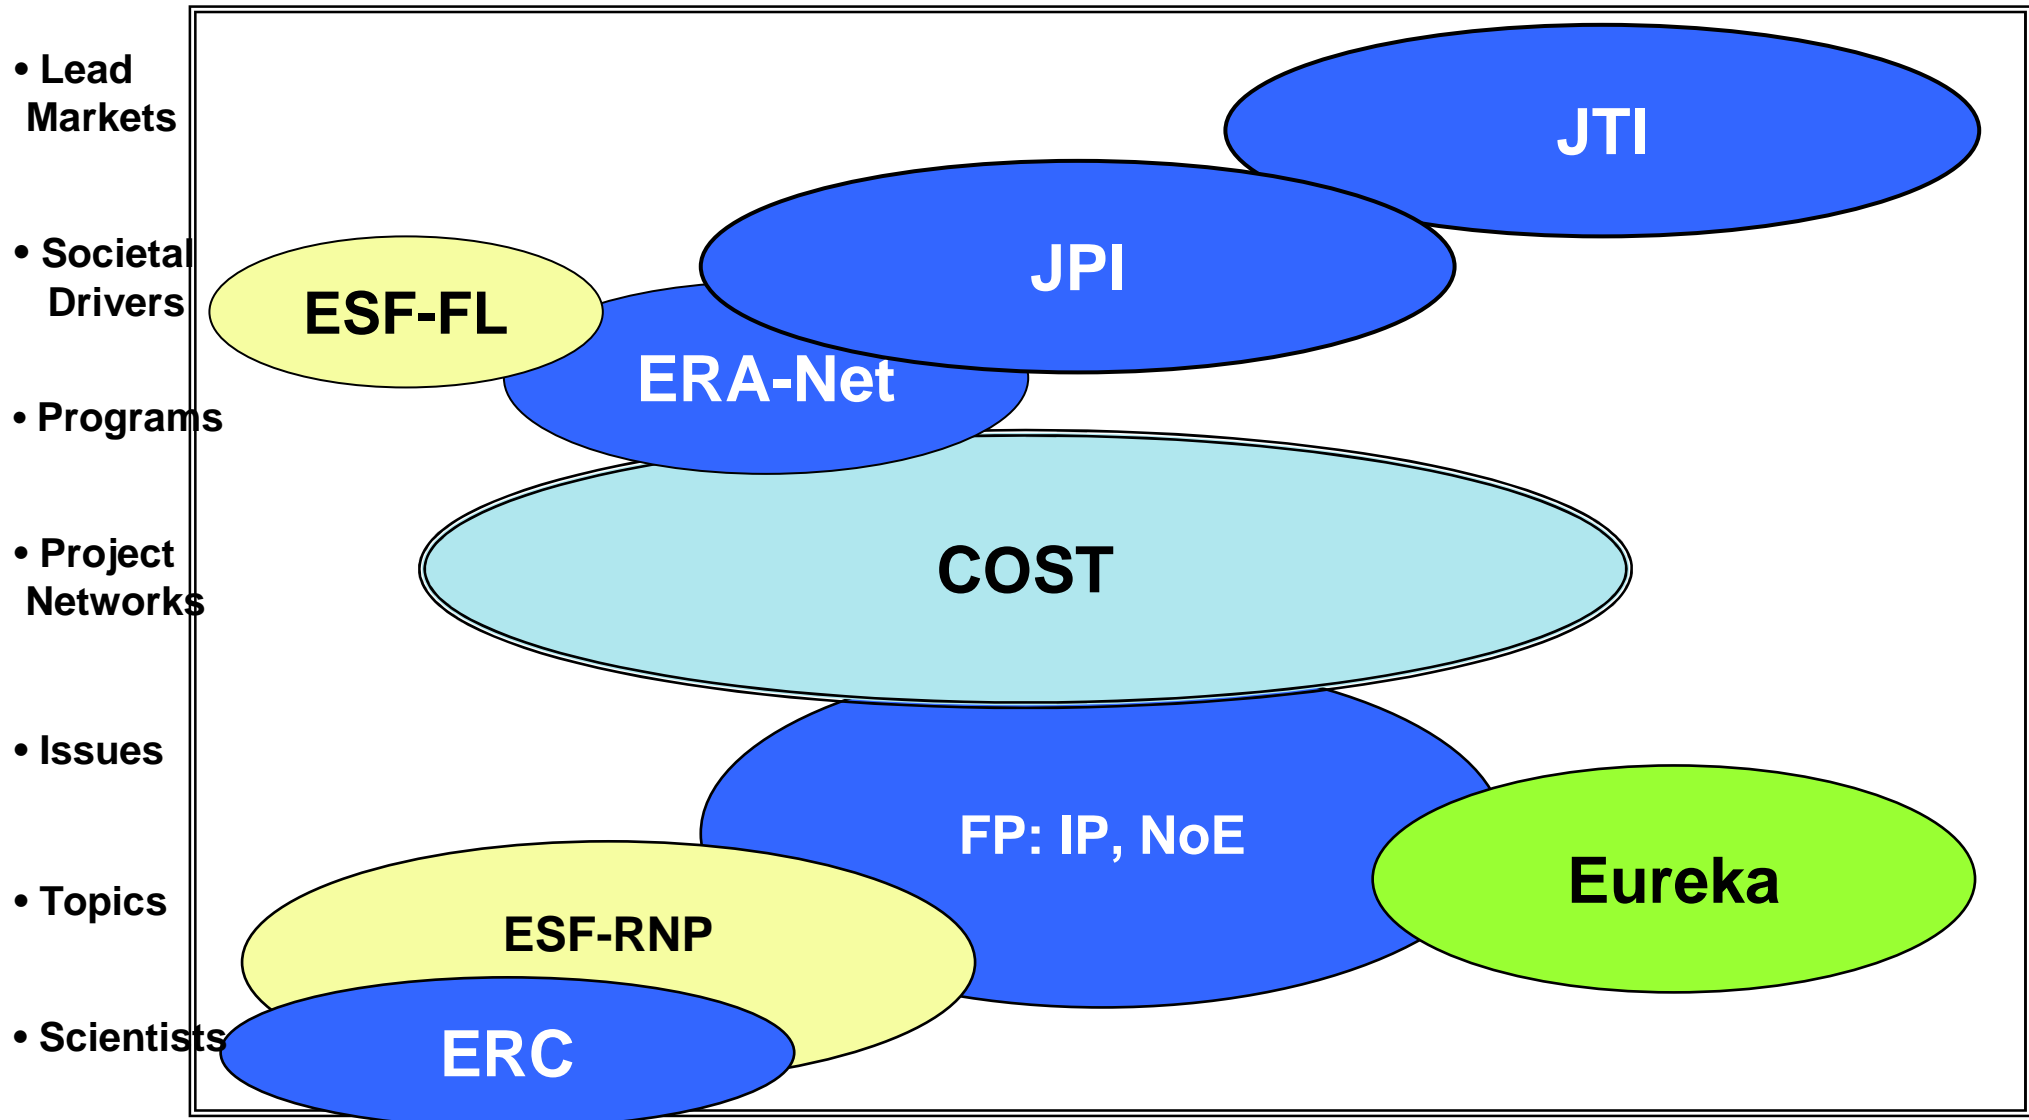 • Lead
Markets
• Societal
Drivers
• Programs
• Project
Networks
• Issues
• Topics
• Scientists
JTI
JPI
ESF-FL
ERA-Net
COST
FP: IP, NoE
Eureka
ESF-RNP
ERC